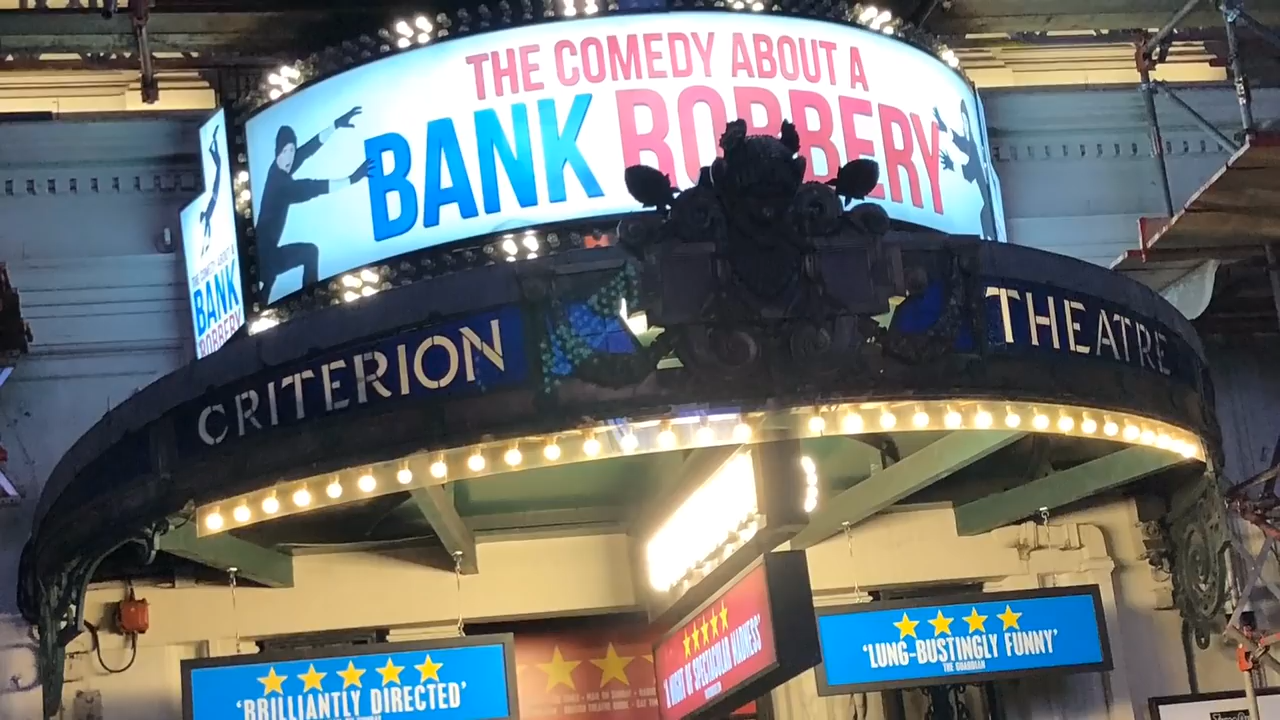 THE COMEDY ABOUT A
BANK ROBBERY
THE COMEDY ABOUT A
BANK
ROBBERY
CRITERION THEATRE
'BRILLIANTLY DIRECTED'
'A NIGHT OF SPECTACULAR MADNESS'
'LUNG-BUSTINGLY FUNNY'
THE GUARDIAN